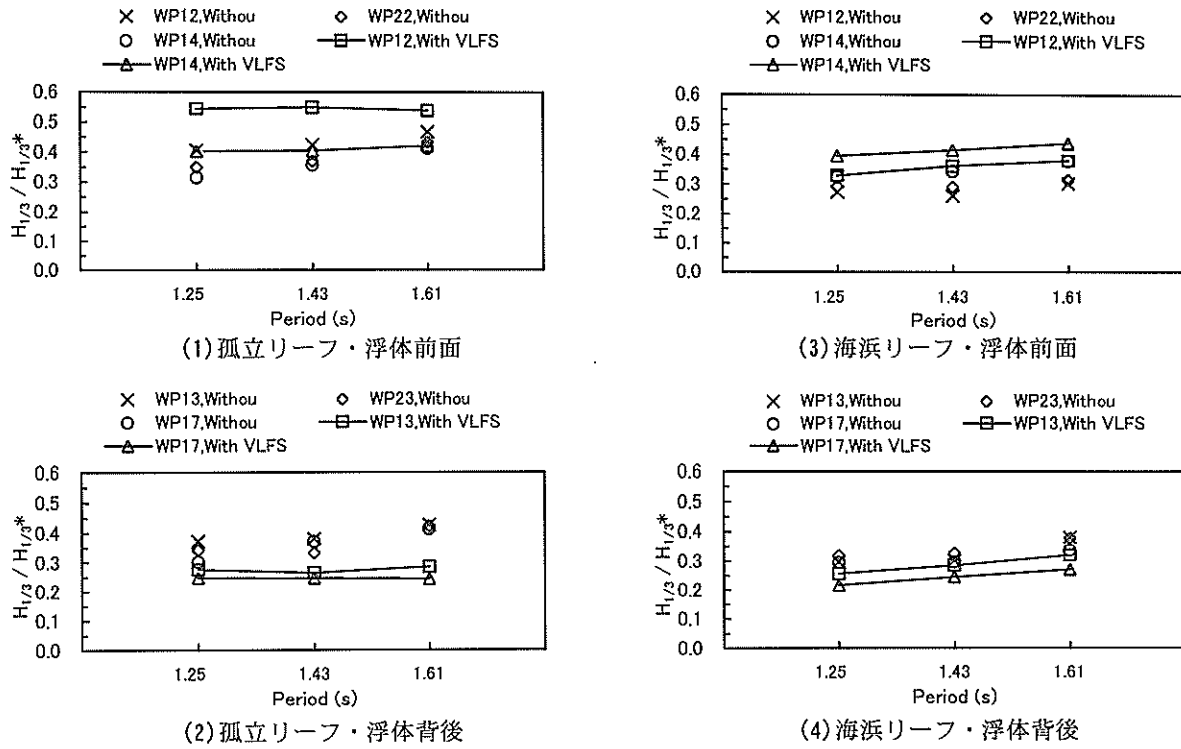 WP12,Withou WP22,Withou
WP14,Withou WP12,With VLFS
WP14,With VLFS
0.6
0.5
0.4
0.3
0.2
0.1
0.0
H1/3 / H1/3*
1.25 1.43 1.61
Period (s)
(1)孤立リーフ・浮体前面
WP12,Withou WP22,Withou
WP14,Withou WP12,With VLFS
WP14,With VLFS
0.6
0.5
0.4
0.3
0.2
0.1
0.0
H1/3 / H1/3*
1.25 1.43 1.61
Period (s)
(3)海浜リーフ・浮体前面
WP13,Withou WP23,Withou
WP17,Withou WP13,With VLFS
WP17,With VLFS
0.6
0.5
0.4
0.3
0.2
0.1
0.0
H1/3 / H1/3*
1.25 1.43 1.61
Period (s)
(2)孤立リーフ・浮体背後
WP13,Withou WP23,Withou
WP17,Withou WP13,With VLFS
WP17,With VLFS
0.6
0.5
0.4
0.3
0.2
0.1
0.0
H1/3 / H1/3*
1.25 1.43 1.61
Period (s)
(4)海浜リーフ・浮体背後